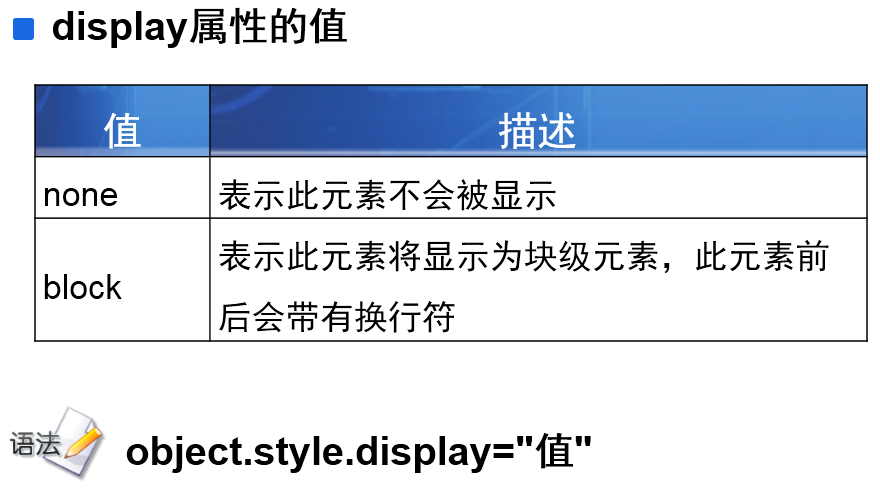 display属性的值
值 描述
none 表示此元素不会被显示
block 表示此元素将显示为块级元素，此元素前
后会带有换行符
语法 object.style.display="值"